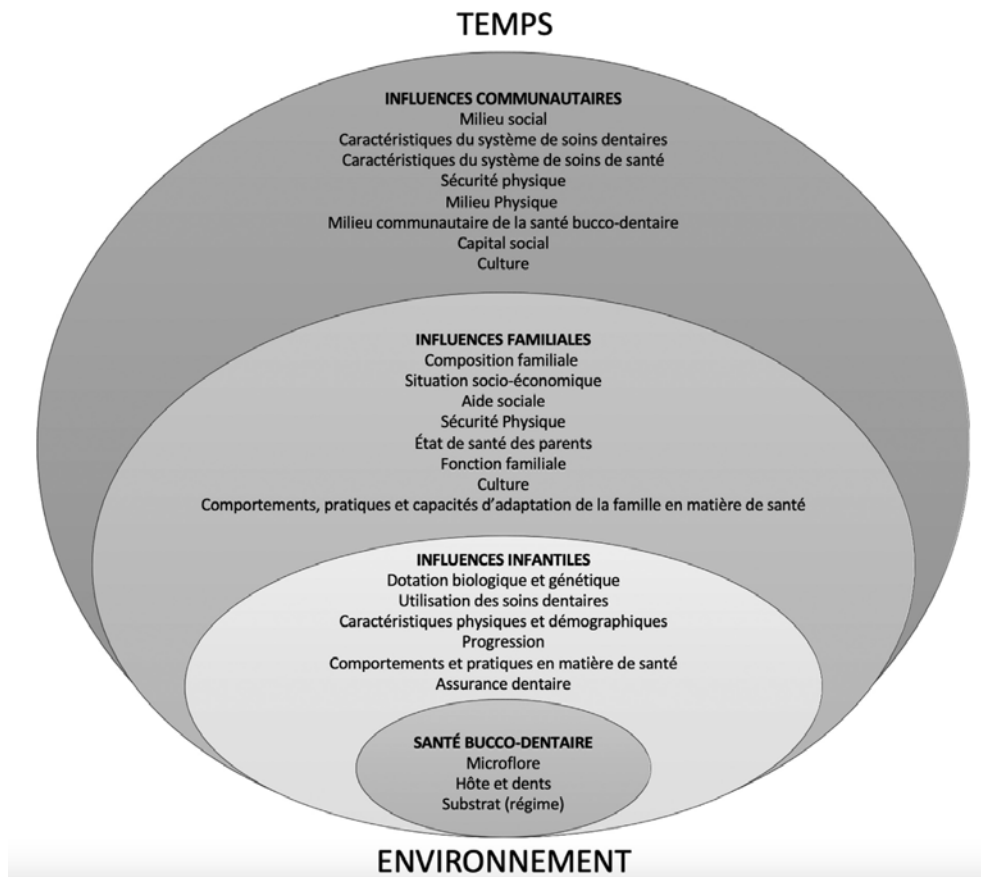 TEMPS
INFLUENCES COMMUNAUTAIRES
Milieu social
Caractéristiques du système de soins dentaires
Caractéristiques du système de soins de santé
Sécurité physique
Milieu Physique
Milieu communautaire de la santé bucco-dentaire
Capital social
Culture
INFLUENCES FAMILIALES
Composition familiale
Situation socio-économique
Aide sociale
Sécurité Physique
État de santé des parents
Fonction familiale
Culture
Comportements, pratiques et capacités d’adaptation de la famille en matière de santé
INFLUENCES INFANTILES
Dotation biologique et génétique
Utilisation des soins dentaires
Caractéristiques physiques et démographiques
Progression
Comportements et pratiques en matière de santé
Assurance dentaire
SANTÉ BUCCO-DENTAIRE
Microflore
Hôte et dents
Substrat (régime)
ENVIRONNEMENT